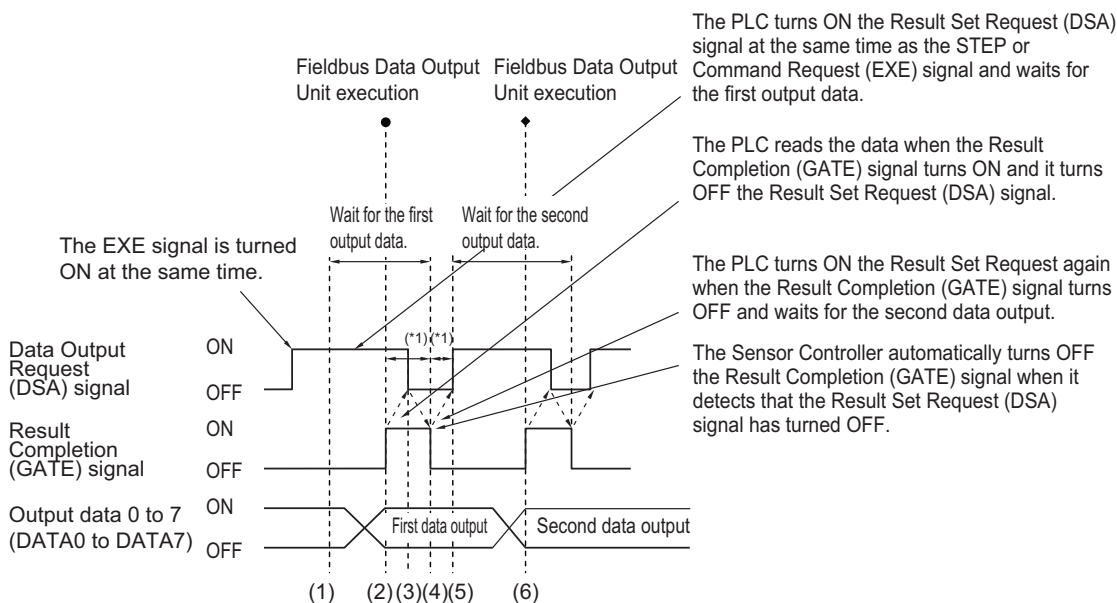 The PLC turns ON the Result Set Request (DSA)
signal at the same time as the STEP or
Command Request (EXE) signal and waits for
the first output data.
Fieldbus Data Output
Unit execution
Fieldbus Data Output
Unit execution
The PLC reads the data when the Result
Completion (GATE) signal turns ON and it turns
OFF the Result Set Request (DSA) signal.
Wait for the first
output data.
Wait for the second
output data.
The EXE signal is turned
ON at the same time.
The PLC turns ON the Result Set Request again
when the Result Completion (GATE) signal turns
OFF and waits for the second data output.
(*1) (*1)
Data Output
Request
(DSA) signal
ON
OFF
The Sensor Controller automatically turns OFF
the Result Completion (GATE) signal when it
detects that the Result Set Request (DSA)
signal has turned OFF.
Result
Completion
(GATE) signal
ON
OFF
Output data 0 to 7
(DATA0 to DATA7)
ON
OFF
First data output
Second data output
(1) (2) (3) (4) (5) (6)